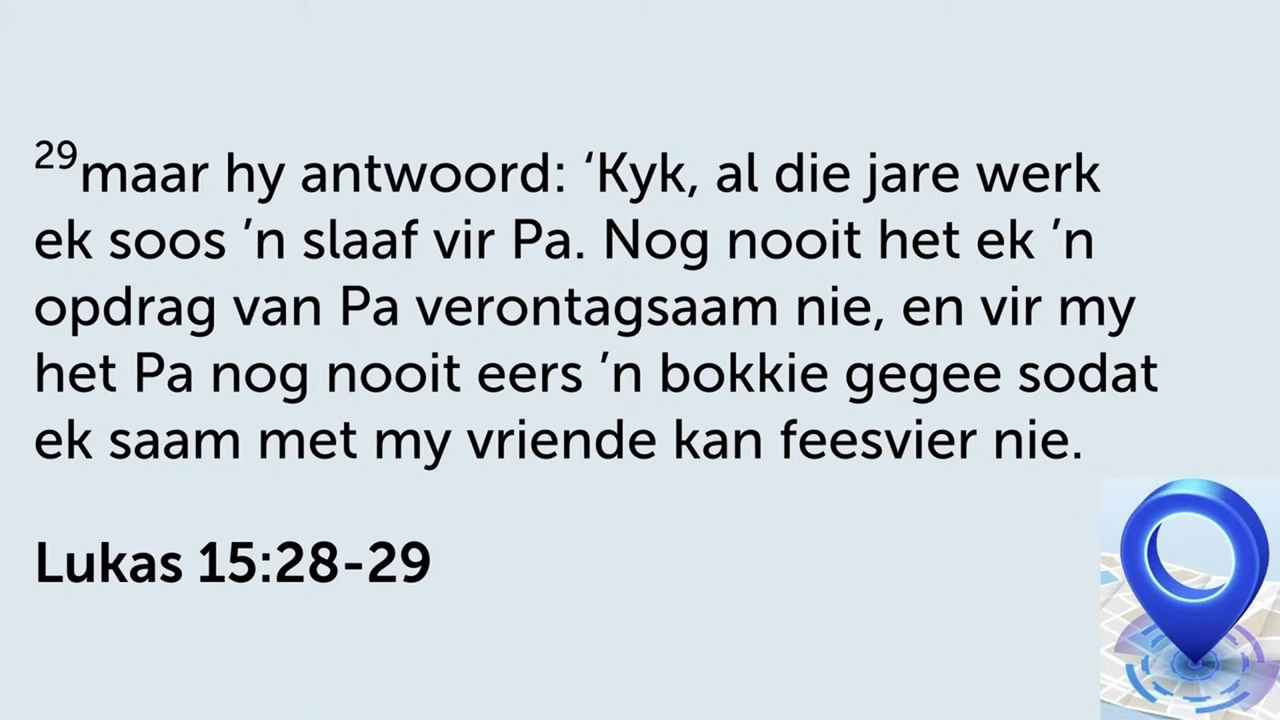 29maar hy antwoord: ‘Kyk, al die jare werk
ek soos ’n slaaf vir Pa. Nog nooit het ek ’n
opdrag van Pa verontagsaam nie, en vir my
het Pa nog nooit eers ’n bokkie gegee sodat
ek saam met my vriende kan feesvier nie.
Lukas 15:28-29